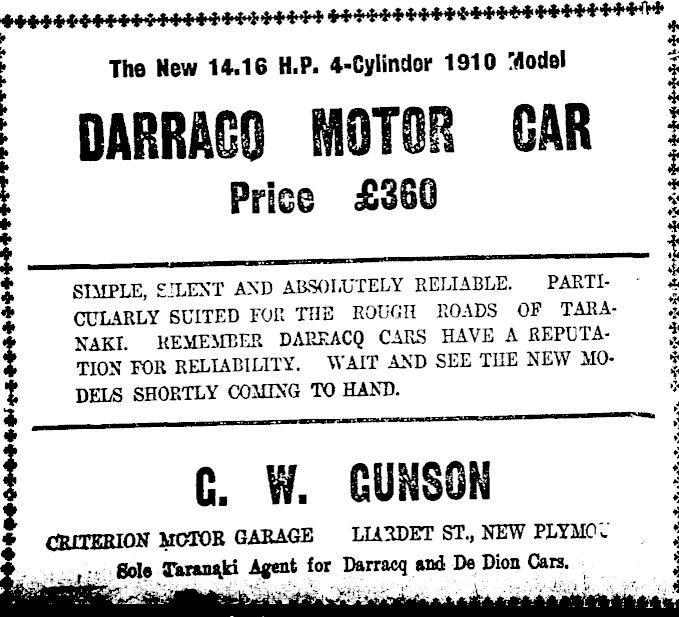 The New 14.16 H.P. 4-Cylinder 1910 Model
DARRACQ MOTOR CAR
Price £360
SIMPLE, SILENT AND ABSOLUTELY RELIABLE. PARTI-
CULARLY SUITED FOR THE ROUGH ROADS OF TARA-
NAKI. REMEMBER DARRACQ CARS HAVE A REPUTA-
TION FOR RELIABILITY. WAIT AND SEE THE NEW MO-
DELS SHORTLY COMING TO HAND.
G. W. GUNSON
CRITERION MOTOR GARAGE LIARDET ST., NEW PLYMOU
Sole Taranaki Agent for Darracq and De Dion Cars.